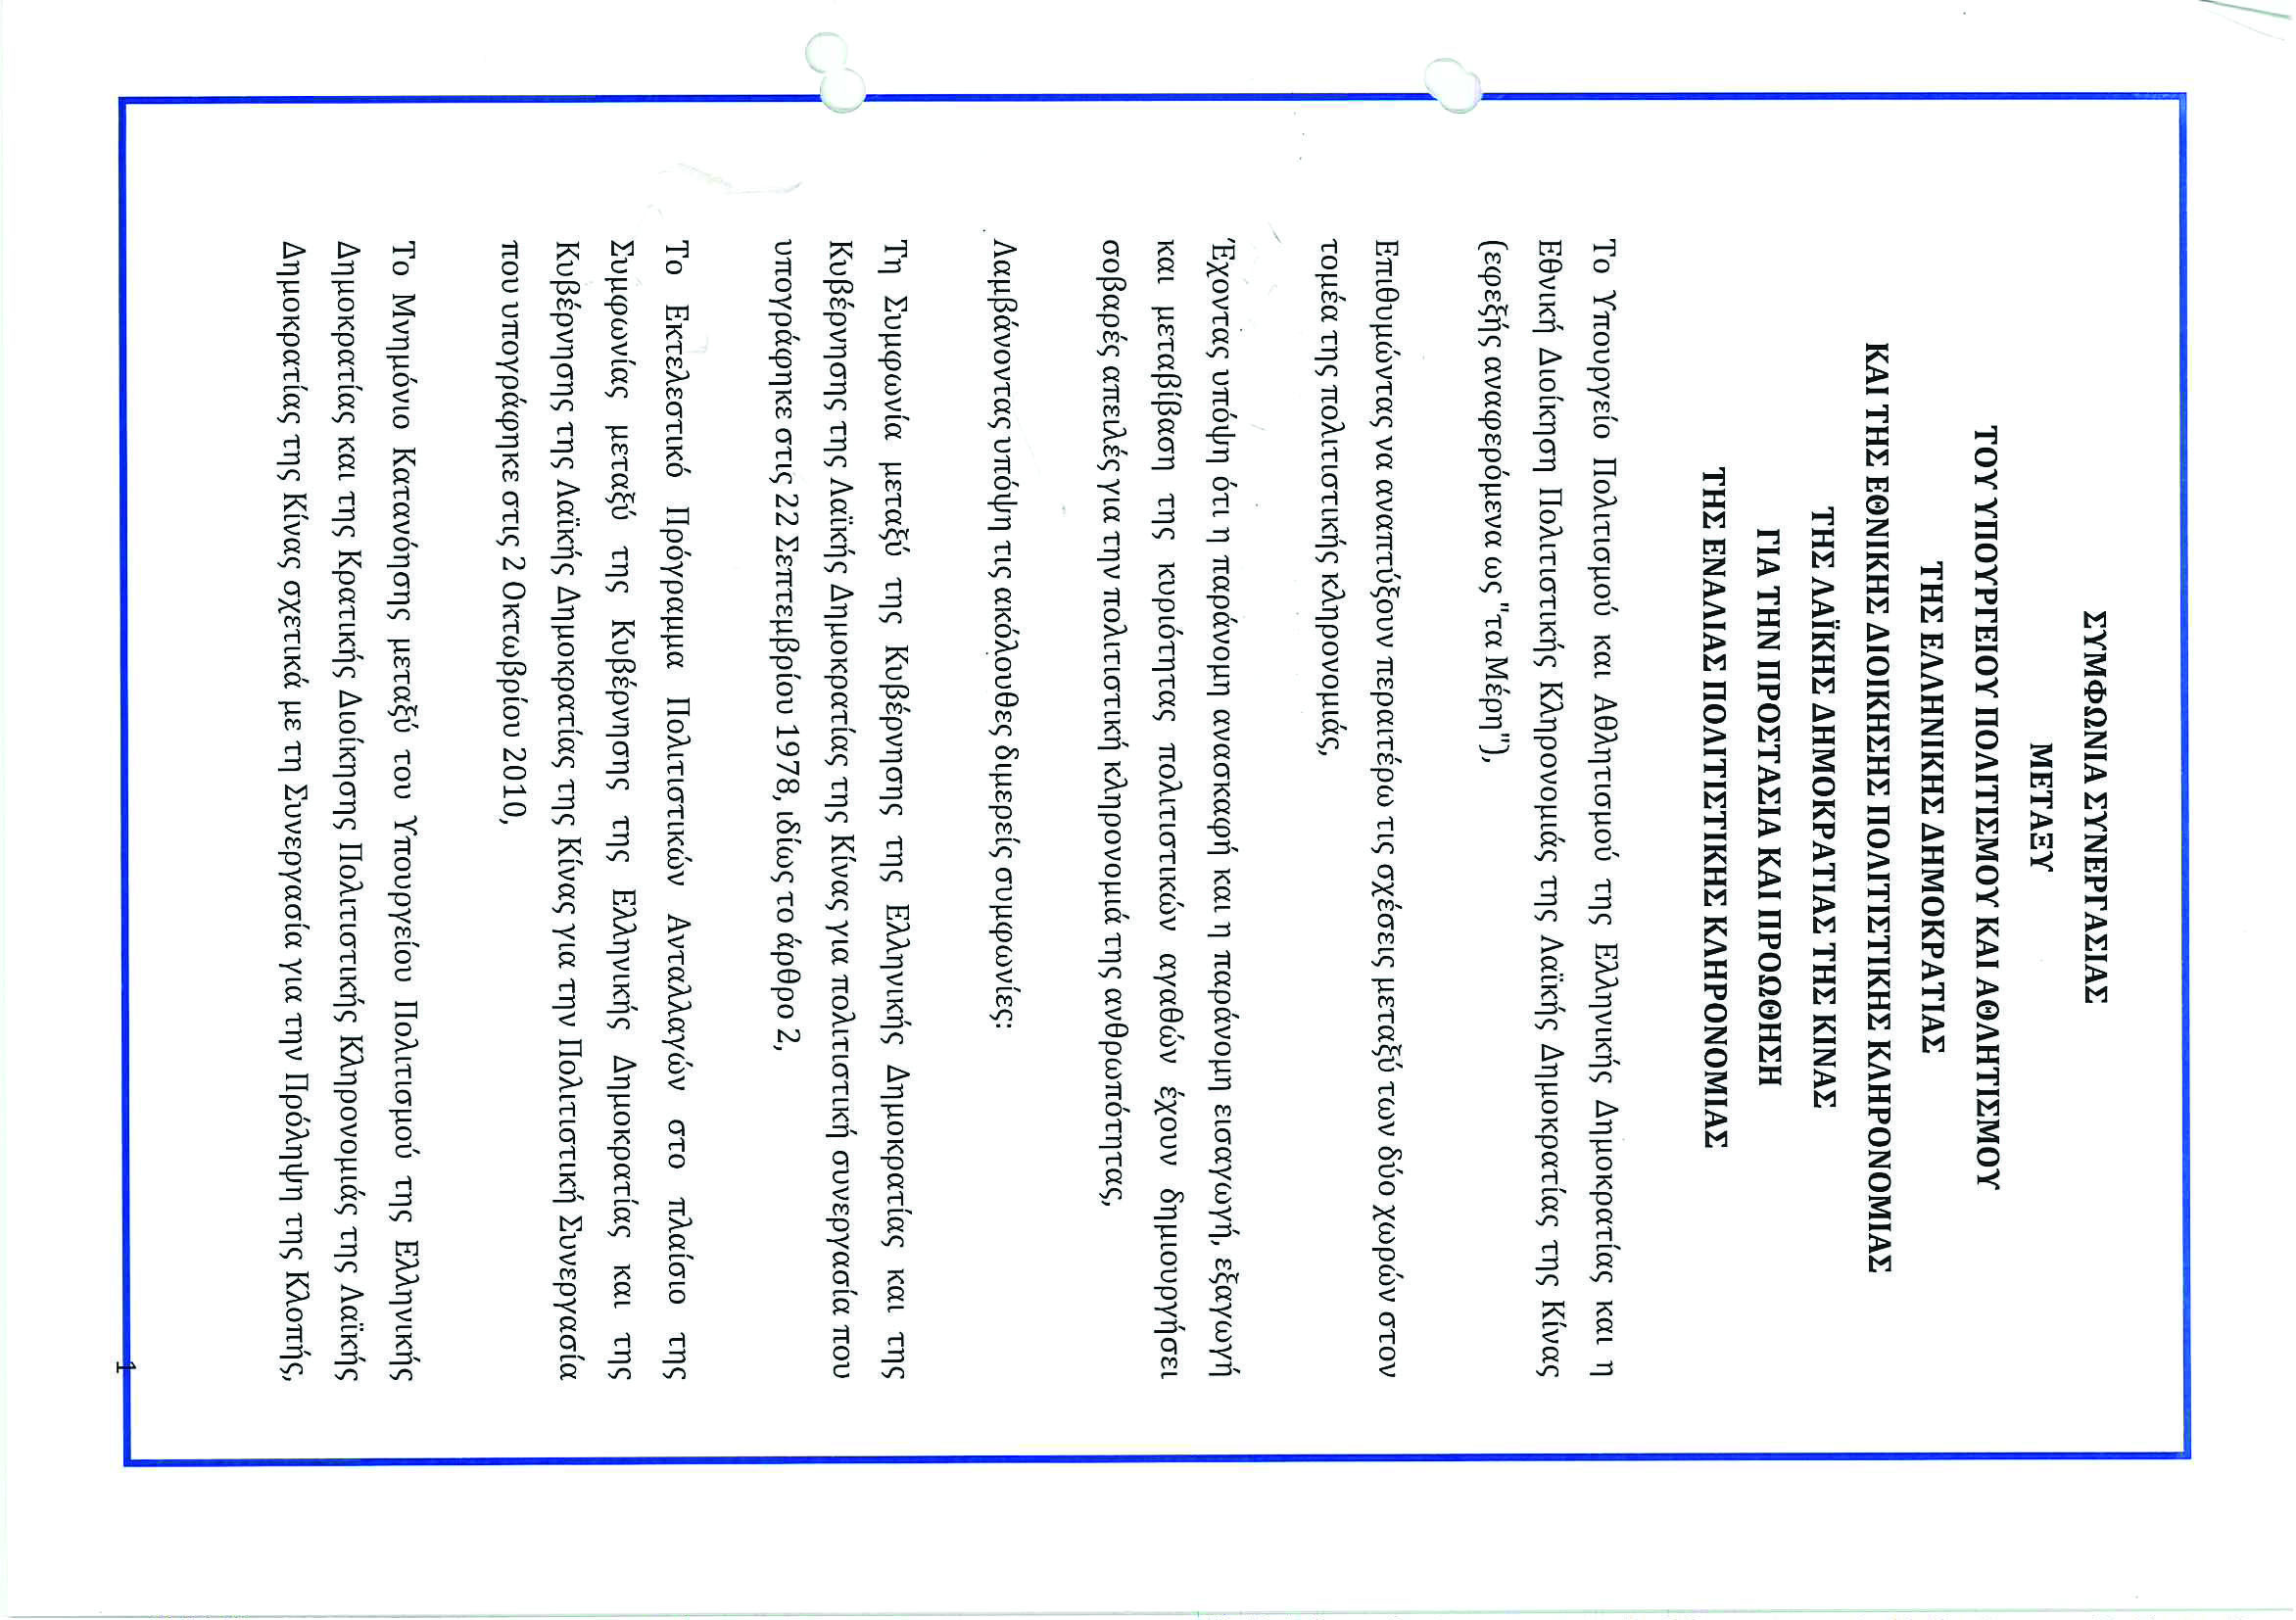 ΣΥΜΦΩΝΙΑ ΣΥΝΕΡΓΑΣΙΑΣ
ΜΕΤΑΞΥ
ΤΟΥ ΥΠΟΥΡΓΕΙΟΥ ΠΟΛΙΤΙΣΜΟΥ ΚΑΙ ΑΘΛΗΤΙΣΜΟΥ
ΤΗΣ ΕΛΛΗΝΙΚΗΣ ΔΗΜΟΚΡΑΤΙΑΣ
ΚΑΙ ΤΗΣ ΕΘΝΙΚΗΣ ΔΙΟΙΚΗΣΗΣ ΠΟΛΙΤΙΣΤΙΚΗΣ ΚΛΗΡΟΝΟΜΙΑΣ
ΤΗΣ ΛΑΪΚΗΣ ΔΗΜΟΚΡΑΤΙΑΣ ΤΗΣ ΚΙΝΑΣ
ΓΙΑ ΤΗΝ ΠΡΟΣΤΑΣΙΑ ΚΑΙ ΠΡΟΩΘΗΣΗ
ΤΗΣ ΕΝΑΛΙΑΣ ΠΟΛΙΤΙΣΤΙΚΗΣ ΚΛΗΡΟΝΟΜΙΑΣ
Το Υπουργείο Πολιτισμού και Αθλητισμού της Ελληνικής Δημοκρατίας και η
Εθνική Διοίκηση Πολιτιστικής Κληρονομιάς της Λαϊκής Δημοκρατίας της Κίνας
(εφεξής αναφερόμενα ως "τα Μέρη"),
Επιθυμώντας να αναπτύξουν περαιτέρω τις σχέσεις μεταξύ των δύο χωρών στον
τομέα της πολιτιστικής κληρονομιάς,
Έχοντας υπόψη ότι η παράνομη ανασκαφή και η παράνομη εισαγωγή, εξαγωγή
και μεταβίβαση της κυριότητας πολιτιστικών αγαθών έχουν δημιουργήσει
σοβαρές απειλές για την πολιτιστική κληρονομιά της ανθρωπότητας,
Λαμβάνοντας υπόψη τις ακόλουθες διμερείς συμφωνίες:
Τη Συμφωνία μεταξύ της Κυβέρνησης της Ελληνικής Δημοκρατίας και της
Κυβέρνησης της Λαϊκής Δημοκρατίας της Κίνας για πολιτιστική συνεργασία που
υπογράφηκε στις 22 Σεπτεμβρίου 1978, ιδίως το άρθρο 2,
Το Εκτελεστικό Πρόγραμμα Πολιτιστικών Ανταλλαγών στο πλαίσιο της
Συμφωνίας μεταξύ της Κυβέρνησης της Ελληνικής Δημοκρατίας και της
Κυβέρνησης της Λαϊκής Δημοκρατίας της Κίνας για την Πολιτιστική Συνεργασία
που υπογράφηκε στις 2 Οκτωβρίου 2010,
Το Μνημόνιο Κατανόησης μεταξύ του Υπουργείου Πολιτισμού της Ελληνικής
Δημοκρατίας και της Κρατικής Διοίκησης Πολιτιστικής Κληρονομιάς της Λαϊκής
Δημοκρατίας της Κίνας σχετικά με τη Συνεργασία για την Πρόληψη της Κλοπής,
1